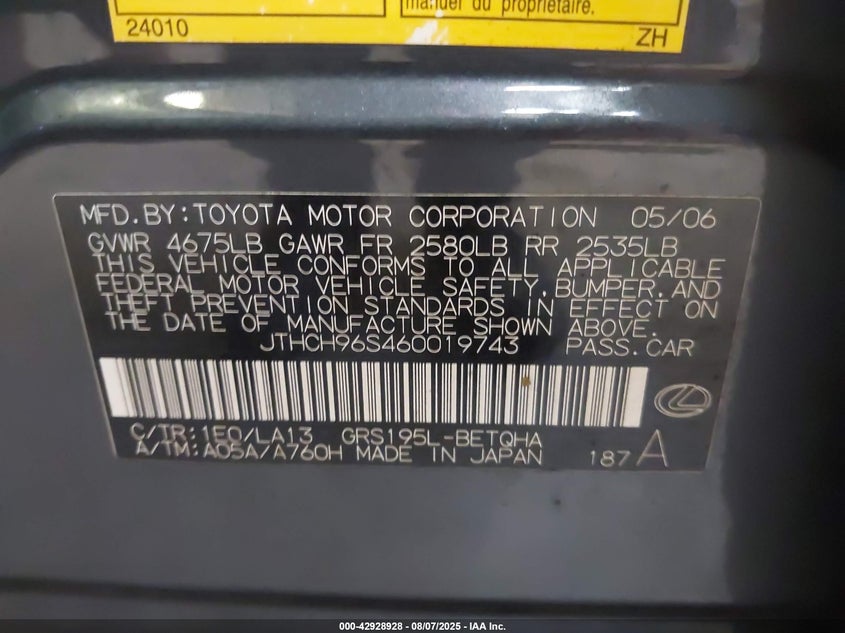 manuel du propriétaire.
24010
ZH
MFD.BY:TOYOTA MOTOR CORPORATION 05/06
GVWR 4675LB GAWR FR 2580LB RR 2535LB
THIS VEHICLE CONFORMS TO ALL APPLICABLE
FEDERAL MOTOR VEHICLE SAFETY,BUMPER,AND
THEFT PREVENTION STANDARDS IN EFFECT ON
THE DATE OF MANUFACTURE SHOWN ABOVE.
JTHCH96S460019743 PASS.CAR
C/TR:1E0/LA13 GRS195L-BETQHA
A/TM:A05A/A760H MADE IN JAPAN 187A
000-42928928 - 08/07/2025 - IAA Inc.